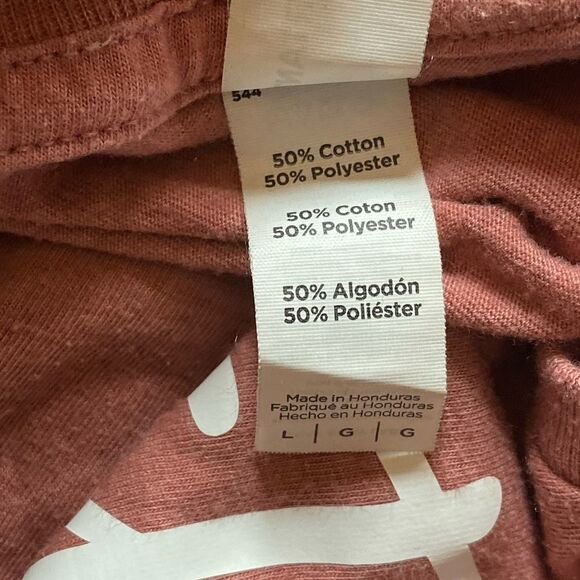 544
50% Cotton
50% Polyester
50% Coton
50% Polyester
50% Algodón
50% Poliéster
Made in Honduras
Fabriqué au Honduras
Hecho en Honduras
L | G | G